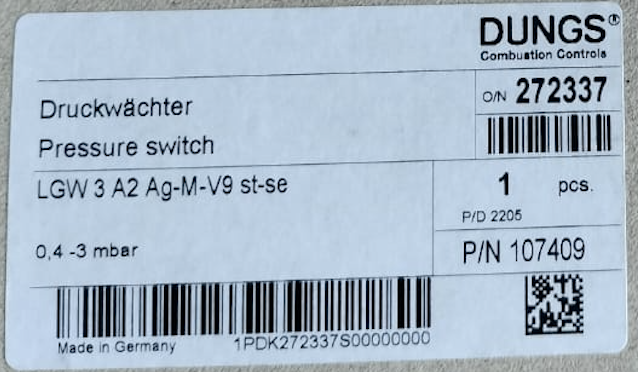 DUNGS®
Combustion Controls
O/N 272337
Druckwächter
Pressure switch
LGW 3 A2 Ag-M-V9 st-se
1 pcs.
P/D 2205
0,4 -3 mbar
P/N 107409
Made in Germany
1PDK272337S00000000